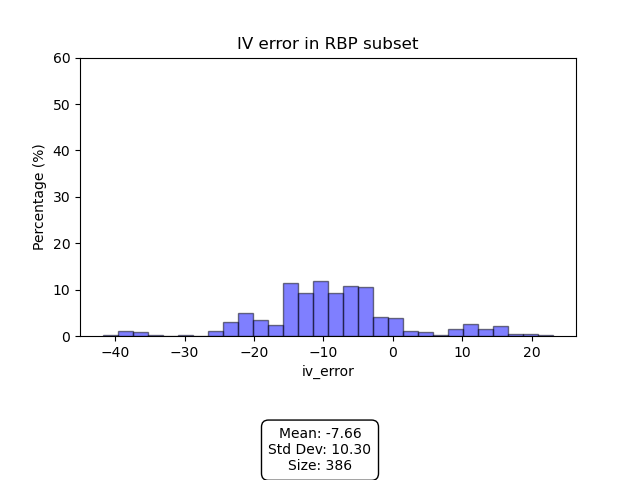 IV error in RBP subset
60
50
40
30
20
10
0
Percentage (%)
−40 −30 −20 −10 0 10 20
iv_error
Mean: -7.66
Std Dev: 10.30
Size: 386